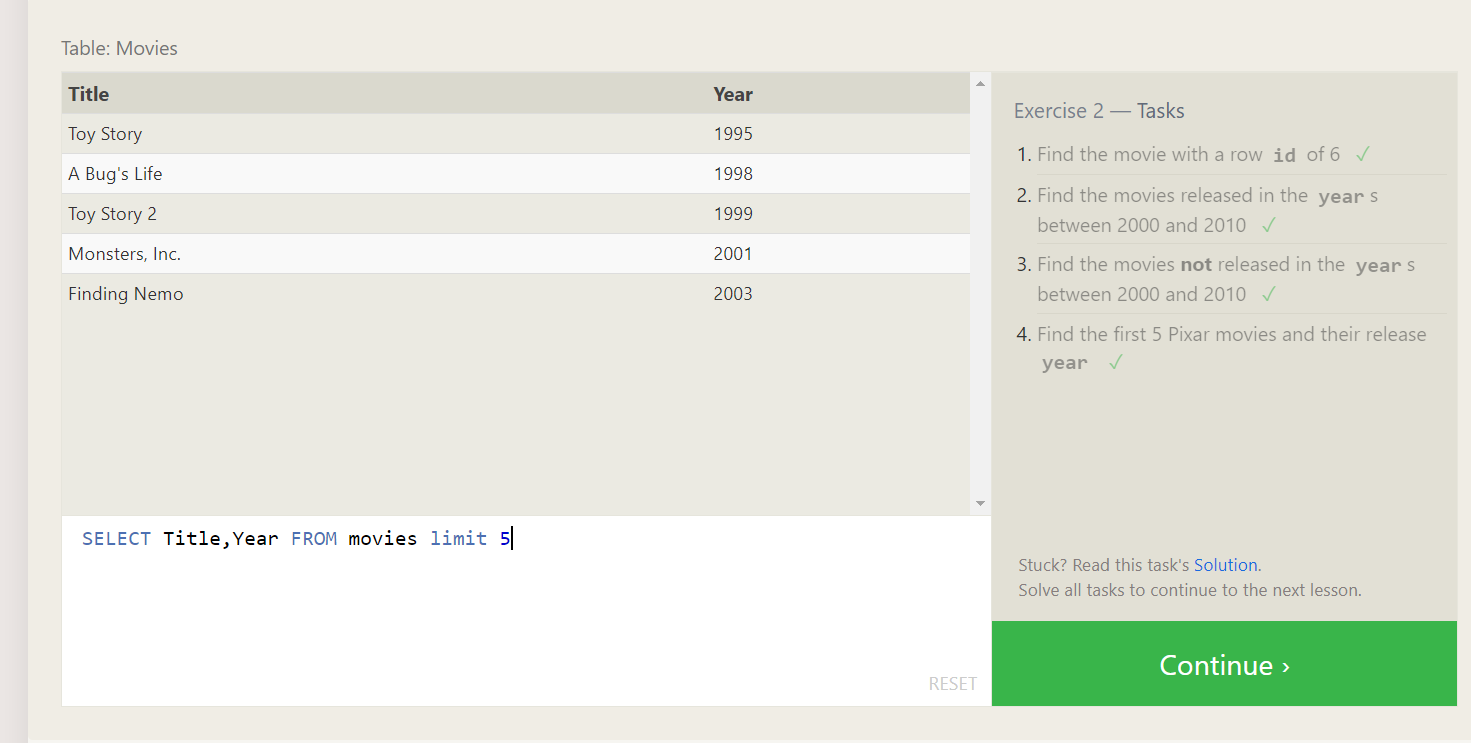 Table: Movies
Title Year
Toy Story 1995
A Bug's Life 1998
Toy Story 2 1999
Monsters, Inc. 2001
Finding Nemo 2003
SELECT Title,Year FROM movies limit 5
RESET
Exercise 2 — Tasks
1. Find the movie with a row id of 6 ✓
2. Find the movies released in the year s
between 2000 and 2010 ✓
3. Find the movies not released in the year s
between 2000 and 2010 ✓
4. Find the first 5 Pixar movies and their release
year ✓
Stuck? Read this task's Solution.
Solve all tasks to continue to the next lesson.
Continue ›